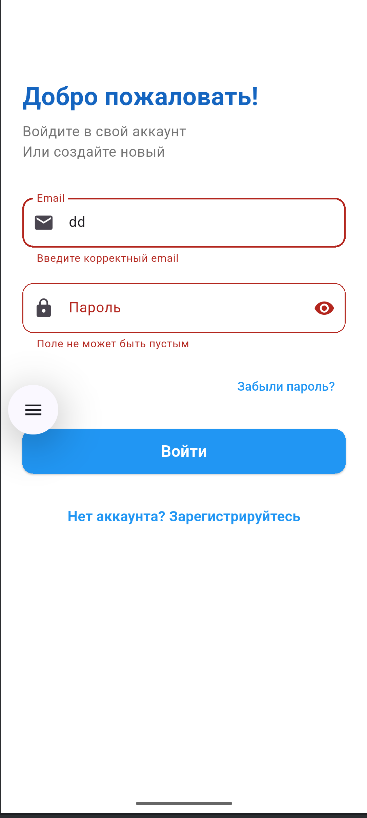 Добро пожаловать!
Войдите в свой аккаунт
Или создайте новый
Email
dd
Введите корректный email
Пароль
Поле не может быть пустым
Забыли пароль?
Войти
Нет аккаунта? Зарегистрируйтесь